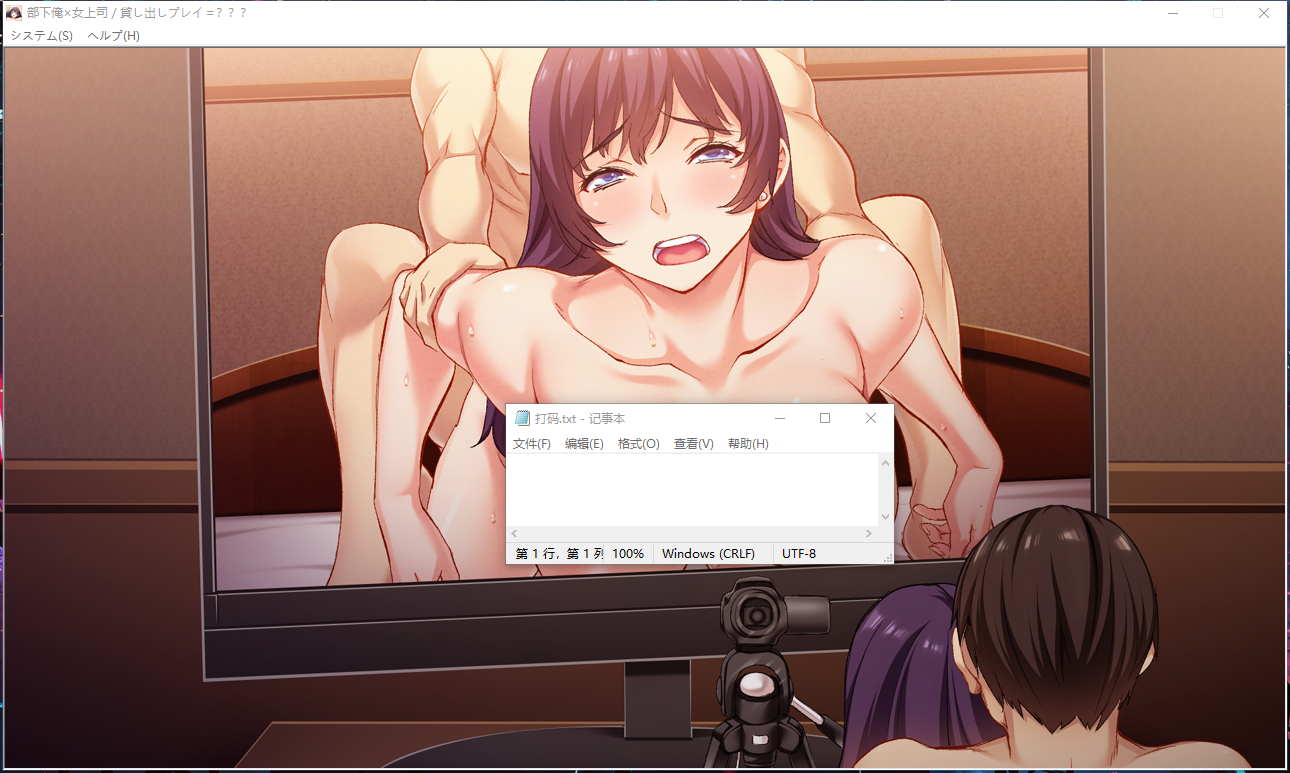 部下俺×女上司 / 貸し出しプレイ =？？？
システム(S) ヘルプ(H)
打码.txt - 记事本
文件(F) 编辑(E) 格式(O) 查看(V) 帮助(H)
第 1 行，第 1 列 100% Windows (CRLF) UTF-8